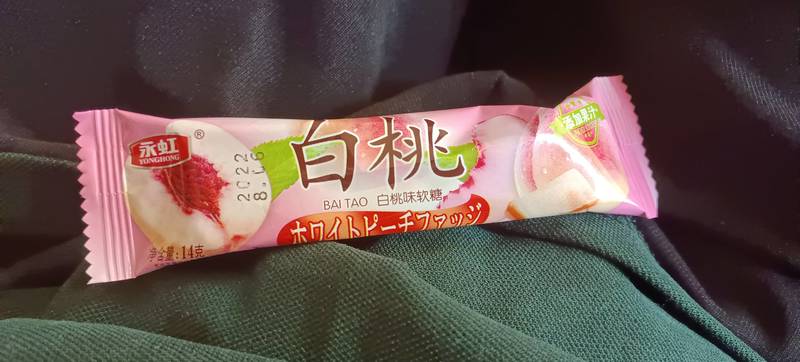 永虹
YONGHONG
®
2022
8.06
白桃
BAI TAO 白桃味软糖
ホワイトピーチファッジ
添加果汁
净含量:14克